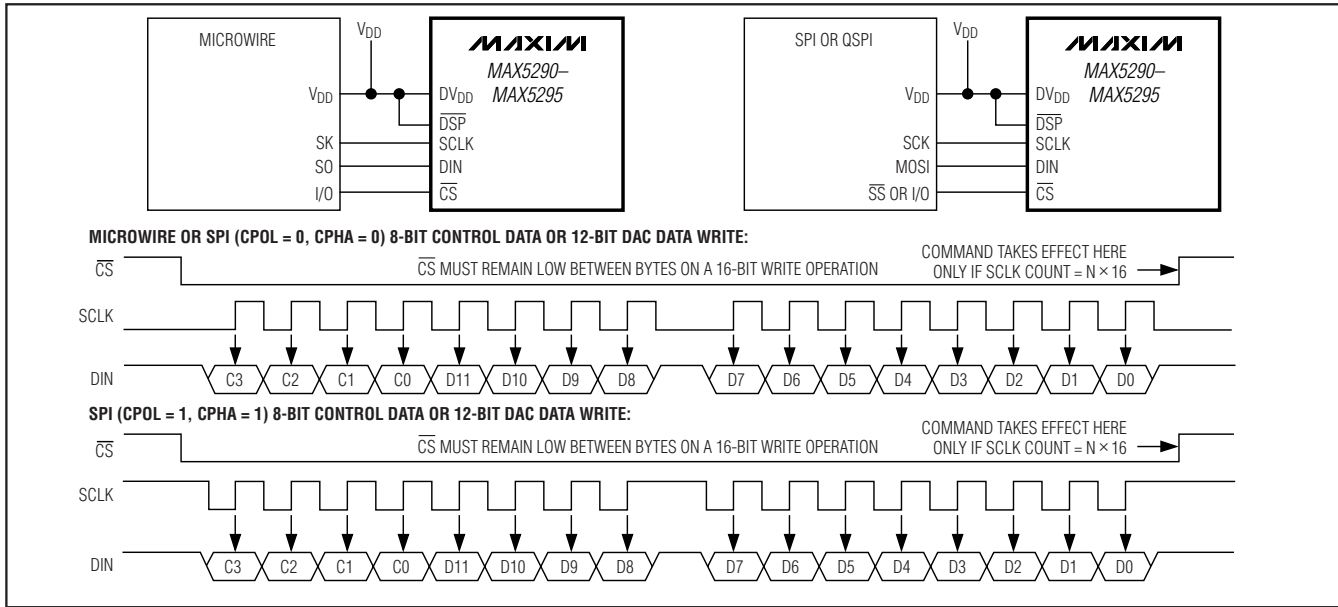 MICROWIRE
VDD
MAXIM
MAX5290–
MAX5295
VDD
DVDD
DSP
SK
SCLK
SO
DIN
I/O
CS
SPI OR QSPI
VDD
MAXIM
MAX5290–
MAX5295
VDD
DVDD
DSP
SCK
SCLK
MOSI
DIN
SS OR I/O
CS
MICROWIRE OR SPI (CPOL = 0, CPHA = 0) 8-BIT CONTROL DATA OR 12-BIT DAC DATA WRITE:
CS
CS MUST REMAIN LOW BETWEEN BYTES ON A 16-BIT WRITE OPERATION
COMMAND TAKES EFFECT HERE
ONLY IF SCLK COUNT = N × 16
SCLK
DIN
C3 C2 C1 C0 D11 D10 D9 D8 D7 D6 D5 D4 D3 D2 D1 D0
SPI (CPOL = 1, CPHA = 1) 8-BIT CONTROL DATA OR 12-BIT DAC DATA WRITE:
CS
CS MUST REMAIN LOW BETWEEN BYTES ON A 16-BIT WRITE OPERATION
COMMAND TAKES EFFECT HERE
ONLY IF SCLK COUNT = N × 16
SCLK
DIN
C3 C2 C1 C0 D11 D10 D9 D8 D7 D6 D5 D4 D3 D2 D1 D0